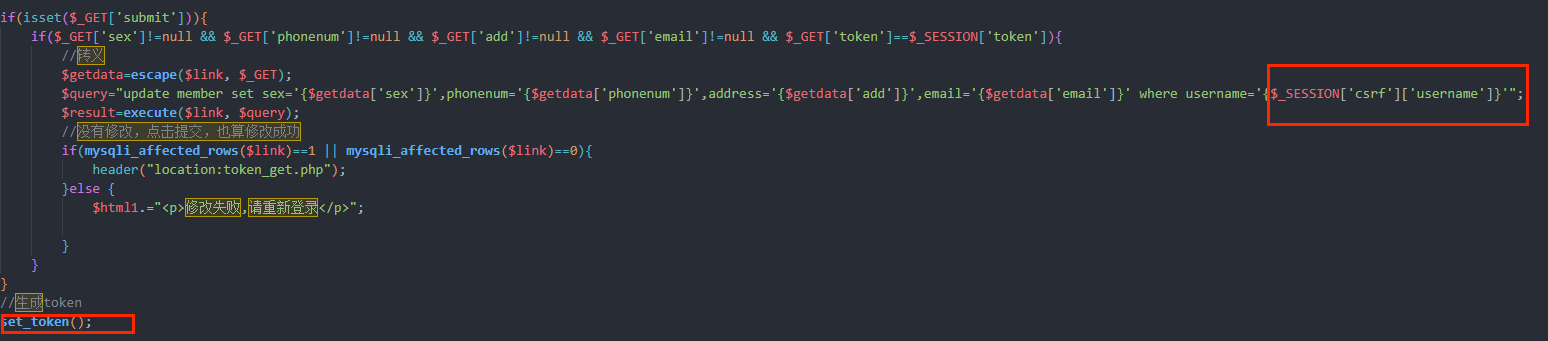 if(isset($_GET['submit'])){
if($_GET['sex']!=null && $_GET['phonenum']!=null && $_GET['add']!=null && $_GET['email']!=null && $_GET['token']==$_SESSION['token']){
//转义
$getdata=escape($link, $_GET);
$query="update member set sex='{$getdata['sex']}',phonenum='{$getdata['phonenum']}',address='{$getdata['add']}',email='{$getdata['email']}' where username='{$_SESSION['csrf']['username']}'";
$result=execute($link, $query);
//没有修改，点击提交，也算修改成功
if(mysqli_affected_rows($link)==1 || mysqli_affected_rows($link)==0){
header("location:token_get.php");
}else {
$html1.="<p>修改失败,请重新登录</p>";
}
}
}
//生成token
set_token();